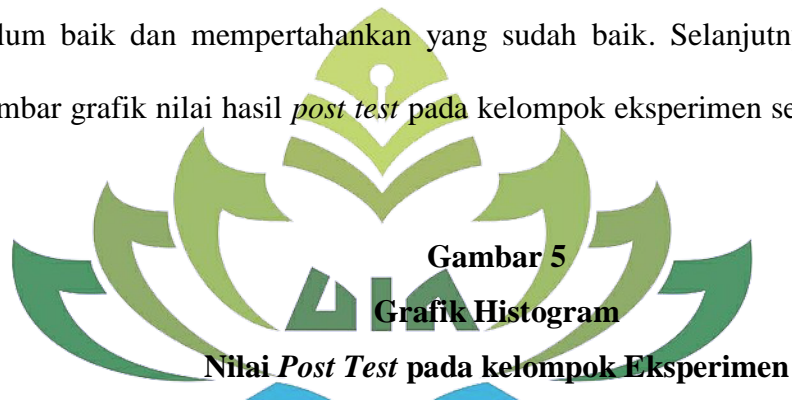 lum baik dan mempertahankan yang sudah baik. Selanjutn
mbar grafik nilai hasil post test pada kelompok eksperimen se
Gambar 5
UIN
Grafik Histogram
Nilai Post Test pada kelompok Eksperimen